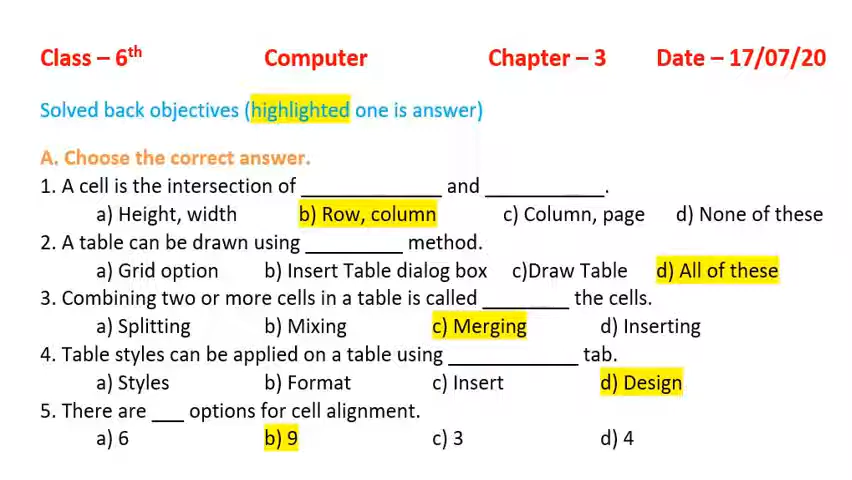 Class – 6th Computer Chapter – 3 Date – 17/07/20
Solved back objectives (highlighted one is answer)
A. Choose the correct answer.
1. A cell is the intersection of _____________ and ___________.
a) Height, width b) Row, column c) Column, page d) None of these
2. A table can be drawn using _________ method.
a) Grid option b) Insert Table dialog box c)Draw Table d) All of these
3. Combining two or more cells in a table is called ________ the cells.
a) Splitting b) Mixing c) Merging d) Inserting
4. Table styles can be applied on a table using ____________ tab.
a) Styles b) Format c) Insert d) Design
5. There are ___ options for cell alignment.
a) 6 b) 9 c) 3 d) 4